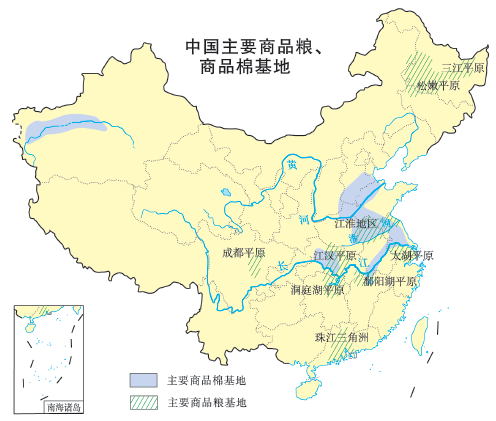 中国主要商品粮、
商品棉基地
三江平原
松嫩平原
黄
河
江淮地区
淮
河
成都平原
江汉平原
太湖平原
长
江
鄱阳湖平原
洞庭湖平原
珠江三角洲
主要商品棉基地
主要商品粮基地
南海诸岛